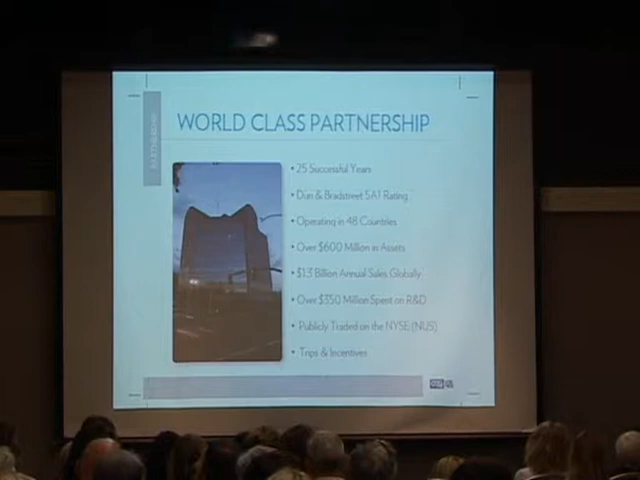 PARTNERSHIP
WORLD CLASS PARTNERSHIP
• 25 Successful Years
• Dun & Bradstreet 5A1 Rating
• Operating in 48 Countries
• Over $600 Million in Assets
• $1.3 Billion Annual Sales Globally
• Over $350 Million Spent on R&D
• Publicly Traded on the NYSE (NUS)
• Trips & Incentives